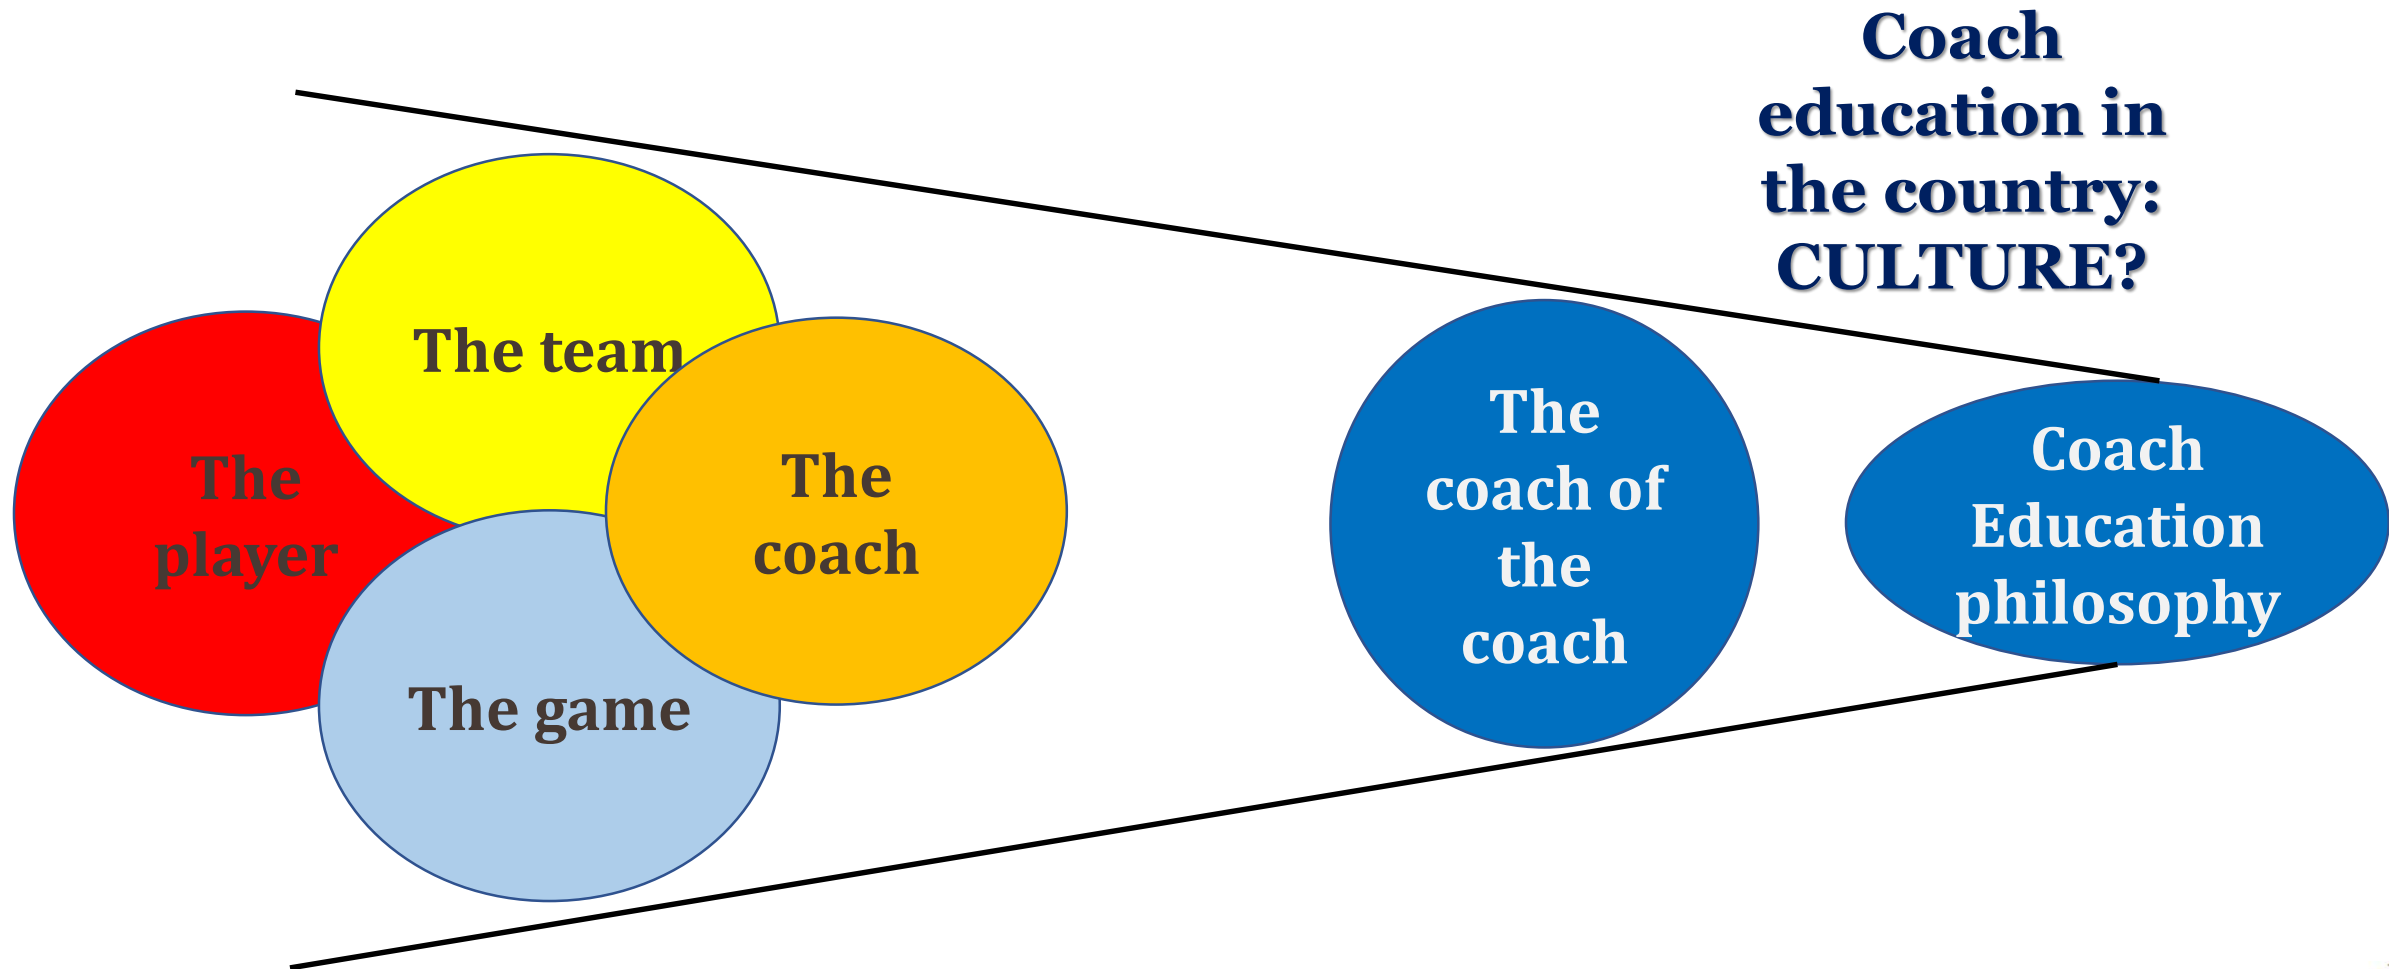 Coach
education in
the country:
CULTURE?
The team
The
player
The
coach
The game
The
coach of
the
coach
Coach
Education
philosophy